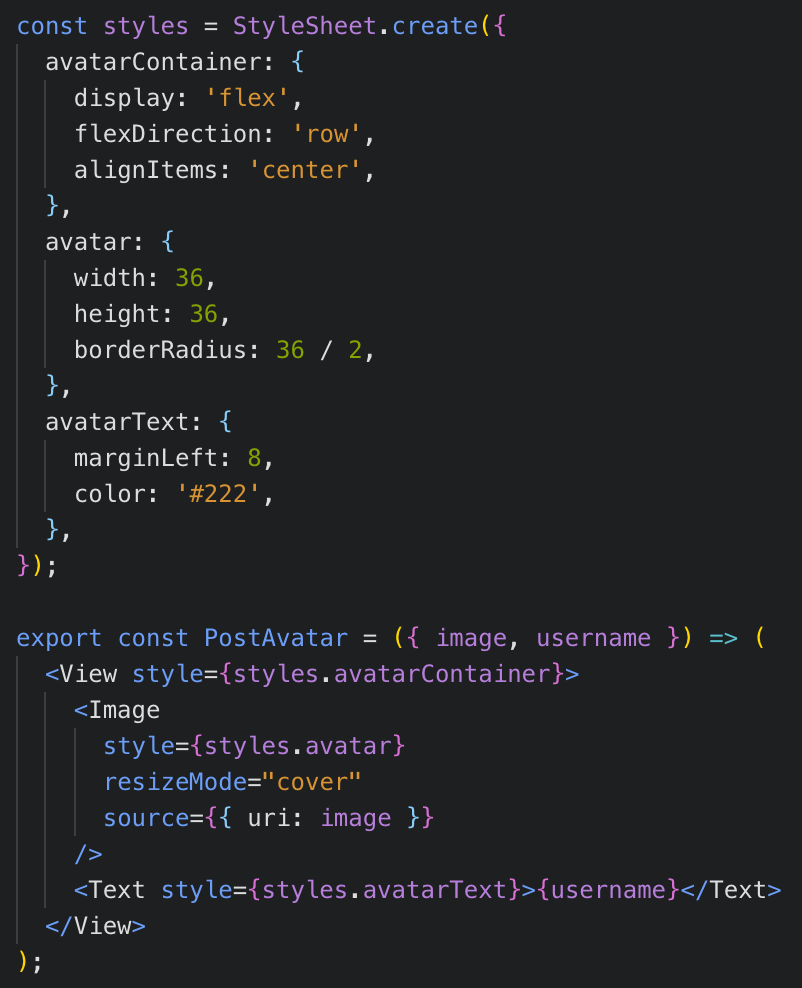 const styles = StyleSheet.create({
  avatarContainer: {
    display: 'flex',
    flexDirection: 'row',
    alignItems: 'center',
  },
  avatar: {
    width: 36,
    height: 36,
    borderRadius: 36 / 2,
  },
  avatarText: {
    marginLeft: 8,
    color: '#222',
  },
});

export const PostAvatar = ({ image, username }) => (
  <View style={styles.avatarContainer}>
    <Image
      style={styles.avatar}
      resizeMode="cover"
      source={{ uri: image }}
    />
    <Text style={styles.avatarText}>{username}</Text>
  </View>
);